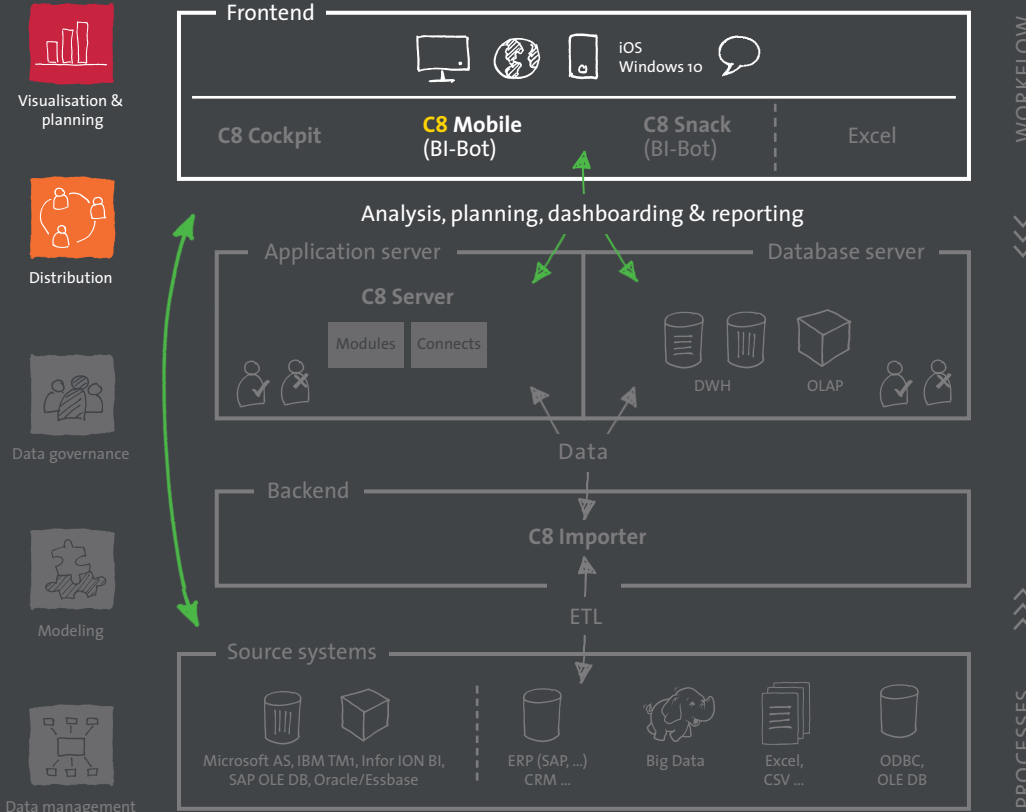 Frontend
iOS
Windows 10
C8 Cockpit
C8 Mobile
(BI-Bot)
C8 Snack
(BI-Bot)
Excel
Visualisation &
planning
Analysis, planning, dashboarding & reporting
Distribution
Application server
Database server
C8 Server
Modules
Connects
DWH
OLAP
Data governance
Data
Backend
C8 Importer
ETL
Modeling
Source systems
Microsoft AS, IBM TM1, Infor ION BI,
SAP OLE DB, Oracle/Essbase
ERP (SAP, ...)
CRM ...
Big Data
Excel,
CSV ...
ODBC,
OLE DB
Data management
WORKFLOW
PROCESSES